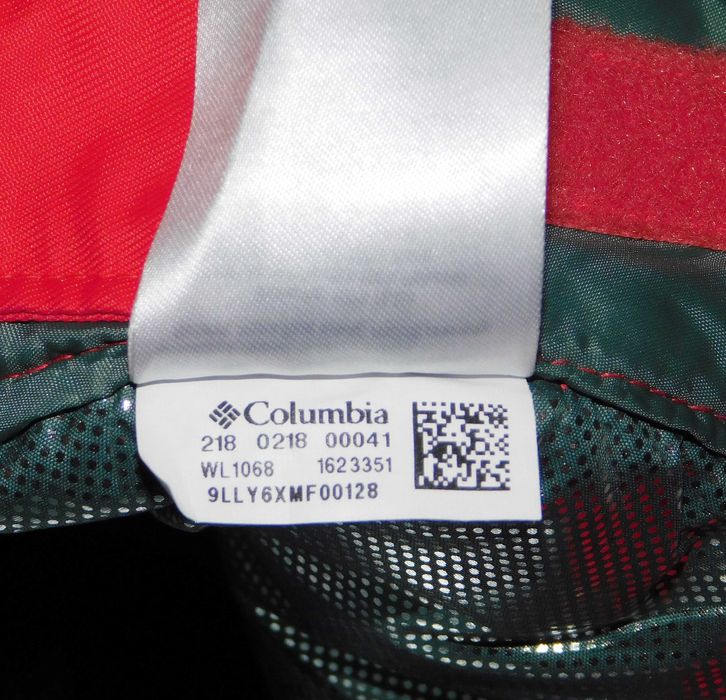 Columbia
218 0218 00041
WL1068 1623351
9LLY6XMF00128